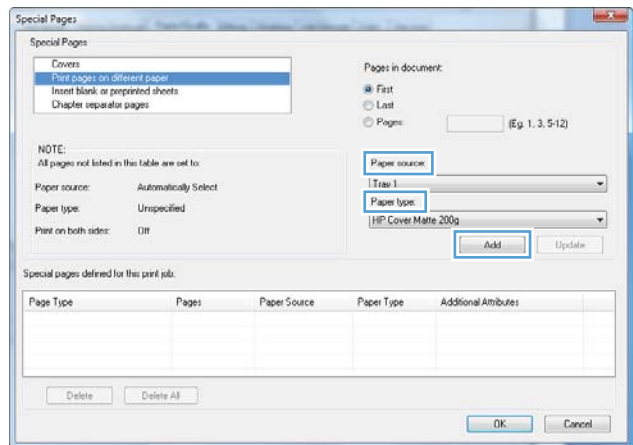 Special Pages
Special Pages
Covers
Print pages on different paper
Insert blank or preprinted sheets
Chapter separator pages
Pages in document:
First
Last
Pages:
(Eg. 1, 3, 5-12)
NOTE:
All pages not listed in this table are set to:
Paper source: Automatically Select
Paper type: Unspecified
Print on both sides: Off
Paper source:
Tray 1
Paper type:
HP Cover Matte 200g
Add Update
Special pages defined for this print job:
Page Type Pages Paper Source Paper Type Additional Attributes
Delete Delete All
OK Cancel